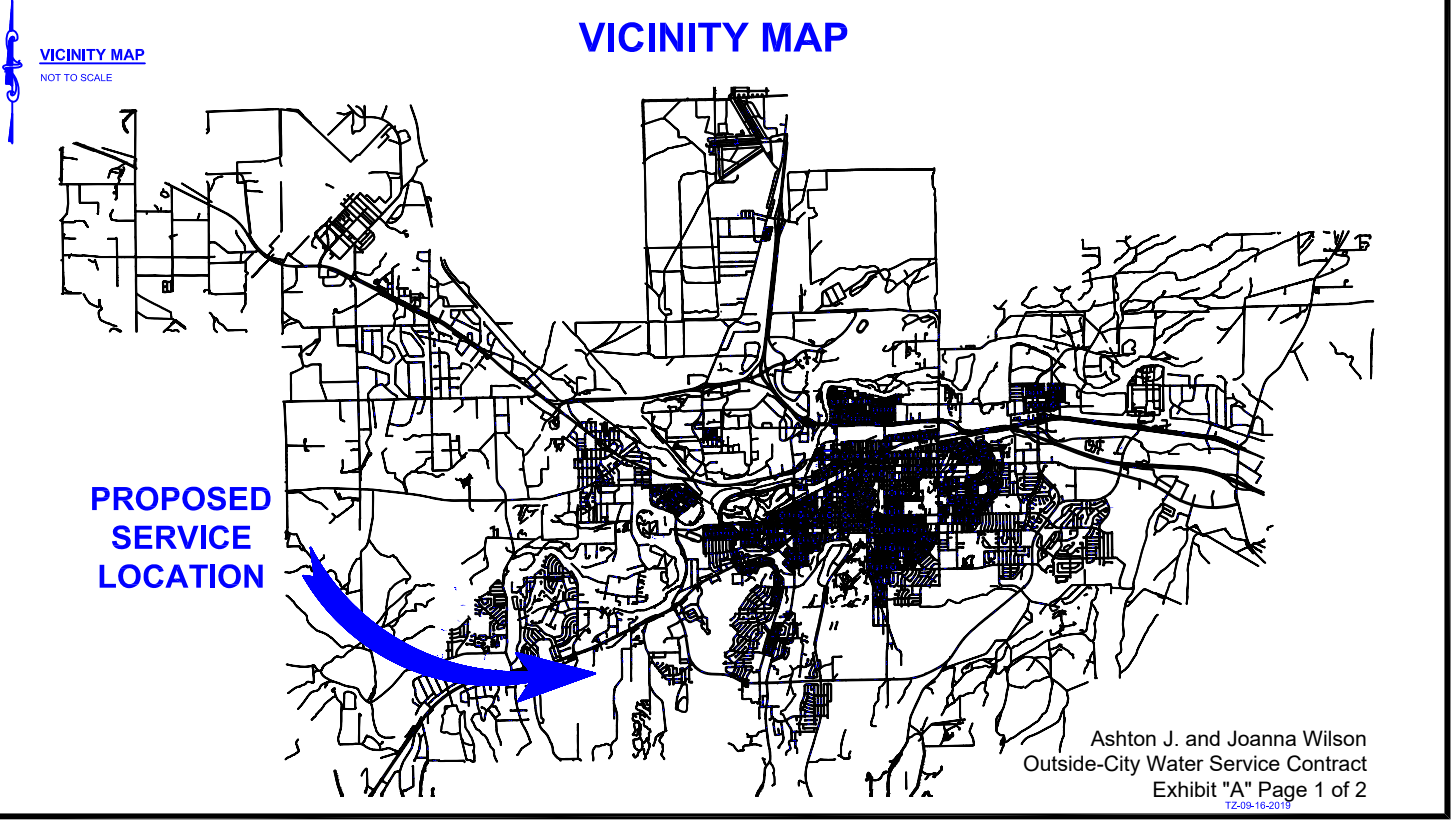 VICINITY MAP
VICINITY MAP
NOT TO SCALE
PROPOSED
SERVICE
LOCATION
Ashton J. and Joanna Wilson
Outside-City Water Service Contract
Exhibit "A" Page 1 of 2
TZ-09-16-2019